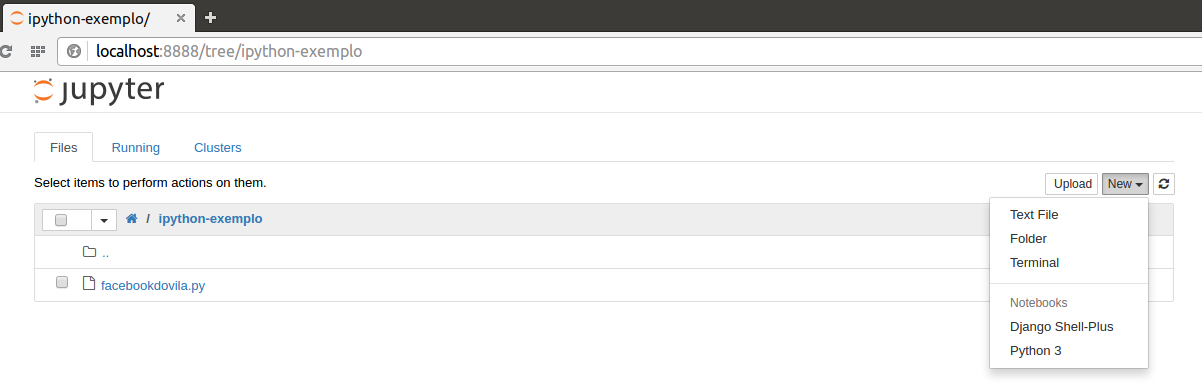 ipython-exemplo/
localhost:8888/tree/ipython-exemplo
jupyter
Files Running Clusters
Select items to perform actions on them.
Upload New
/ ipython-exemplo
..
facebookdovila.py
Text File
Folder
Terminal
Notebooks
Django Shell-Plus
Python 3